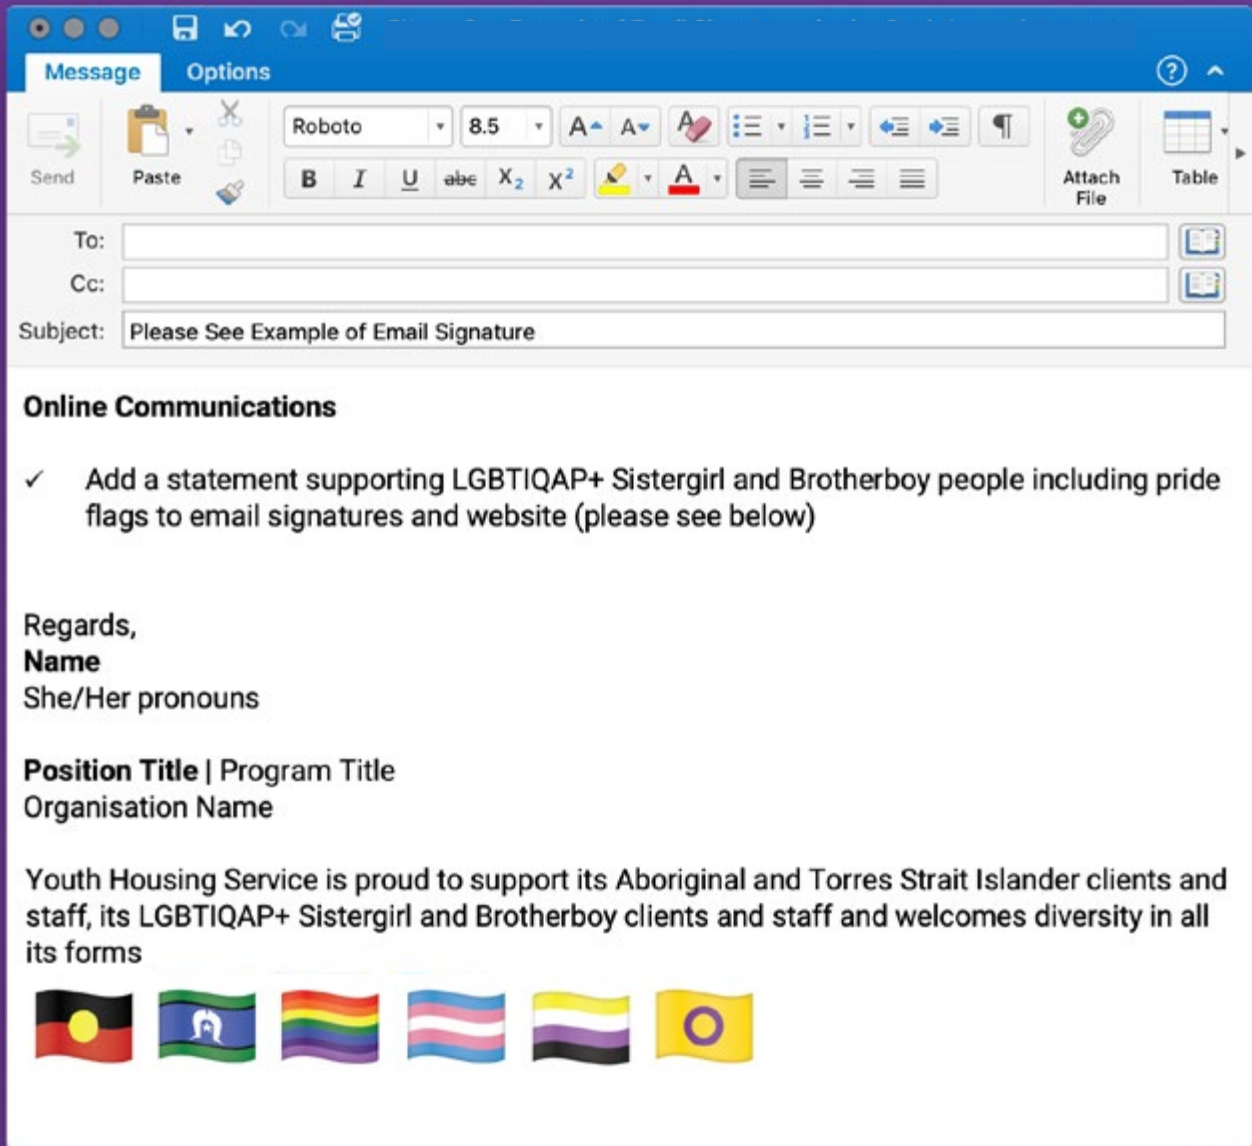 Message Options
Send Paste Roboto 8.5 A A A Attach File Table
B I U abc X₂ X² A
To:
Cc:
Subject: Please See Example of Email Signature
Online Communications
✓ Add a statement supporting LGBTIQAP+ Sistergirl and Brotherboy people including pride
flags to email signatures and website (please see below)
Regards,
Name
She/Her pronouns
Position Title | Program Title
Organisation Name
Youth Housing Service is proud to support its Aboriginal and Torres Strait Islander clients and
staff, its LGBTIQAP+ Sistergirl and Brotherboy clients and staff and welcomes diversity in all
its forms